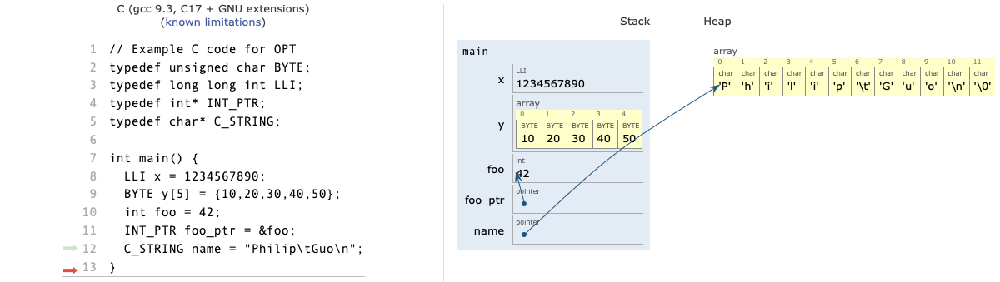 C (gcc 9.3, C17 + GNU extensions)
(known limitations)
1 // Example C code for OPT
2 typedef unsigned char BYTE;
3 typedef long long int LLI;
4 typedef int* INT_PTR;
5 typedef char* C_STRING;
6
7 int main() {
8 LLI x = 1234567890;
9 BYTE y[5] = {10,20,30,40,50};
10 int foo = 42;
11 INT_PTR foo_ptr = &foo;
12 C_STRING name = "Philip\tGuo\n";
13 }
Stack Heap
main
x LLI
1234567890
y array
0 1 2 3 4
BYTE BYTE BYTE BYTE BYTE
10 20 30 40 50
foo int
42
foo_ptr pointer
name pointer
array
0 1 2 3 4 5 6 7 8 9 10 11
char char char char char char char char char char char char
'P' 'h' 'i' 'l' 'i' 'p' '\t' 'G' 'u' 'o' '\n' '\0'